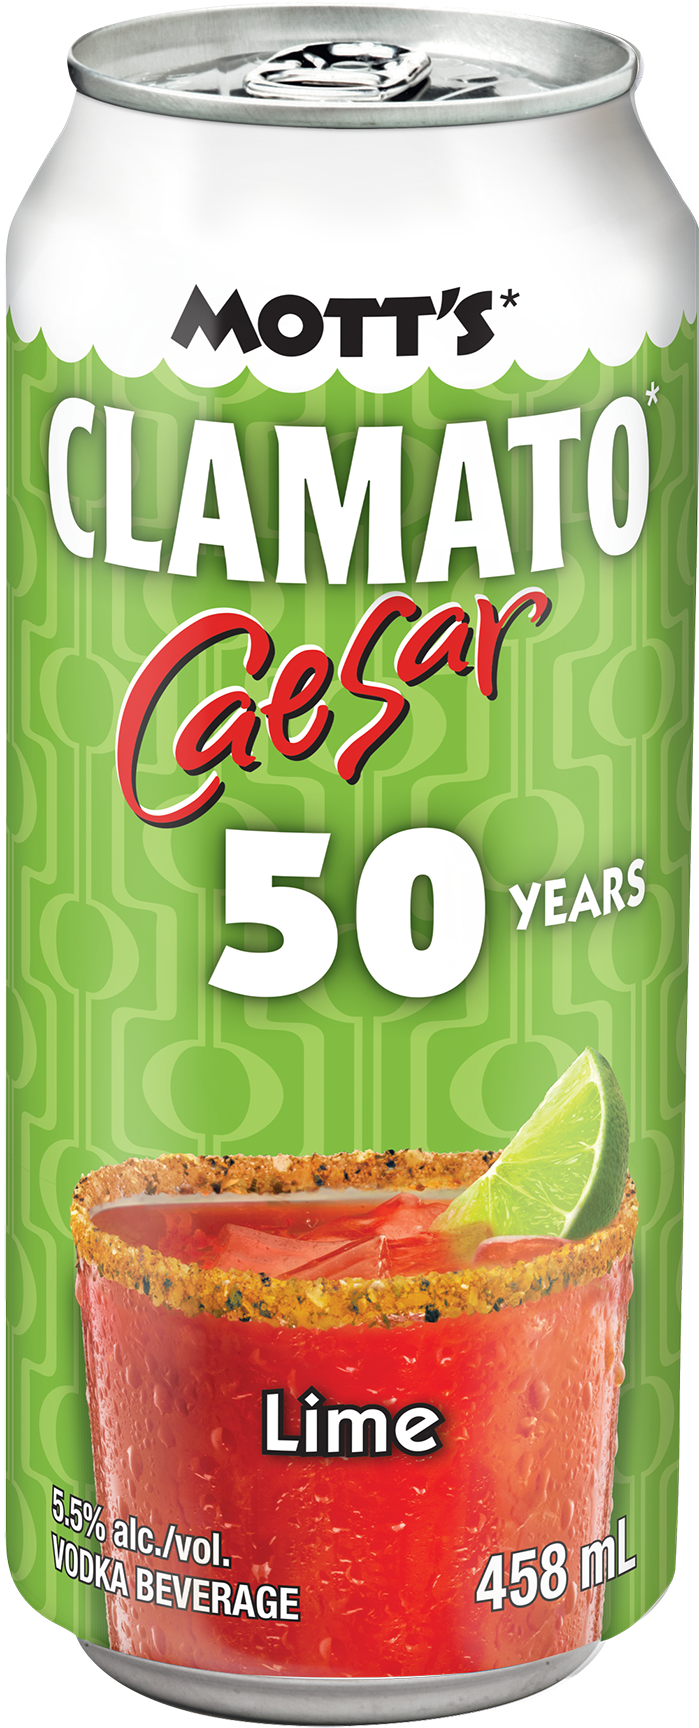 MOTT'S*
CLAMATO*
Caesar
50 YEARS
Lime
5.5% alc./vol.
VODKA BEVERAGE
458 mL